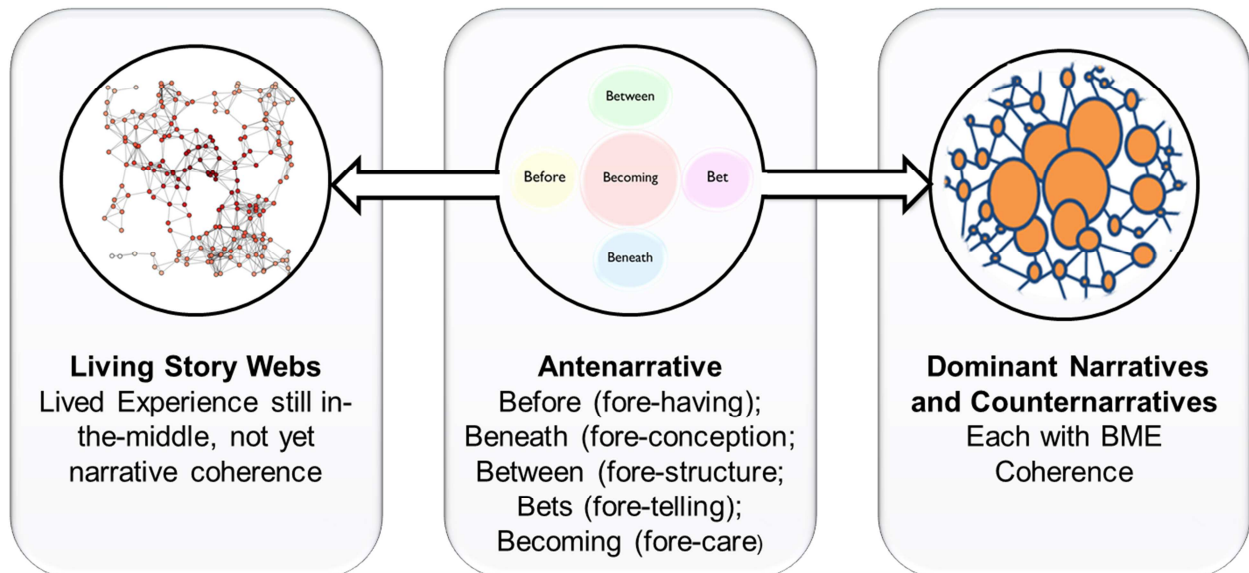 Between
Before
Becoming
Bet
Beneath
Living Story Webs
Lived Experience still in-
the-middle, not yet
narrative coherence
Antenarrative
Before (fore-having);
Beneath (fore-conception;
Between (fore-structure;
Bets (fore-telling);
Becoming (fore-care)
Dominant Narratives
and Counternarratives
Each with BME
Coherence